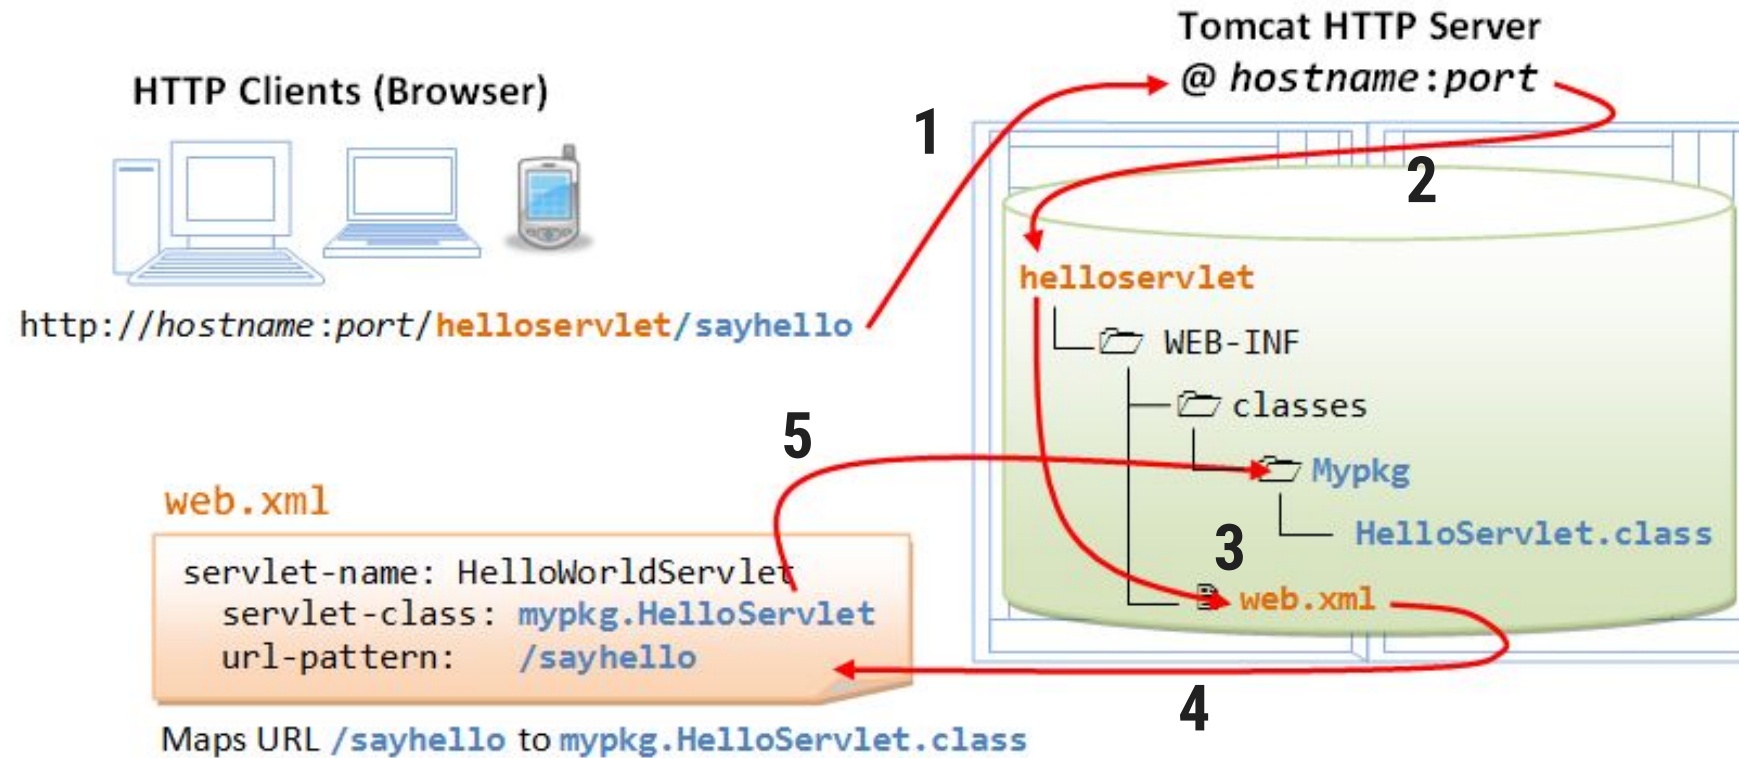 HTTP Clients (Browser)
http://hostname:port/helloservlet/sayhello
1
Tomcat HTTP Server
@ hostname:port
2
helloservlet
WEB-INF
classes
Mypkg
HelloServlet.class
3
web.xml
4
5
web.xml
servlet-name: HelloWorldServlet
servlet-class: mypkg.HelloServlet
url-pattern: /sayhello
Maps URL /sayhello to mypkg.HelloServlet.class